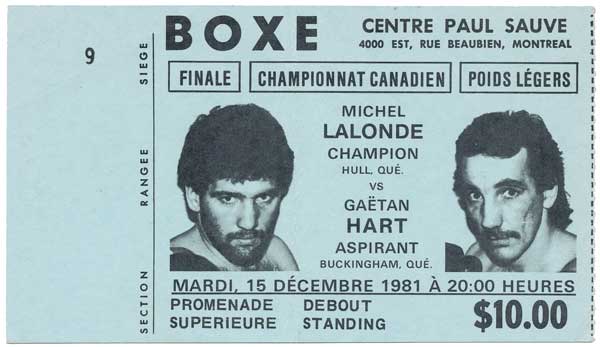 9
SIEGE
RANGEE
SECTION
BOXE
CENTRE PAUL SAUVE
4000 EST, RUE BEAUBIEN, MONTREAL
FINALE
CHAMPIONNAT CANADIEN
POIDS LÉGERS
MICHEL
LALONDE
CHAMPION
HULL, QUÉ.
VS
GAËTAN
HART
ASPIRANT
BUCKINGHAM, QUÉ.
MARDI, 15 DÉCEMBRE 1981 À 20:00 HEURES
PROMENADE DEBOUT
SUPERIEURE STANDING
$10.00